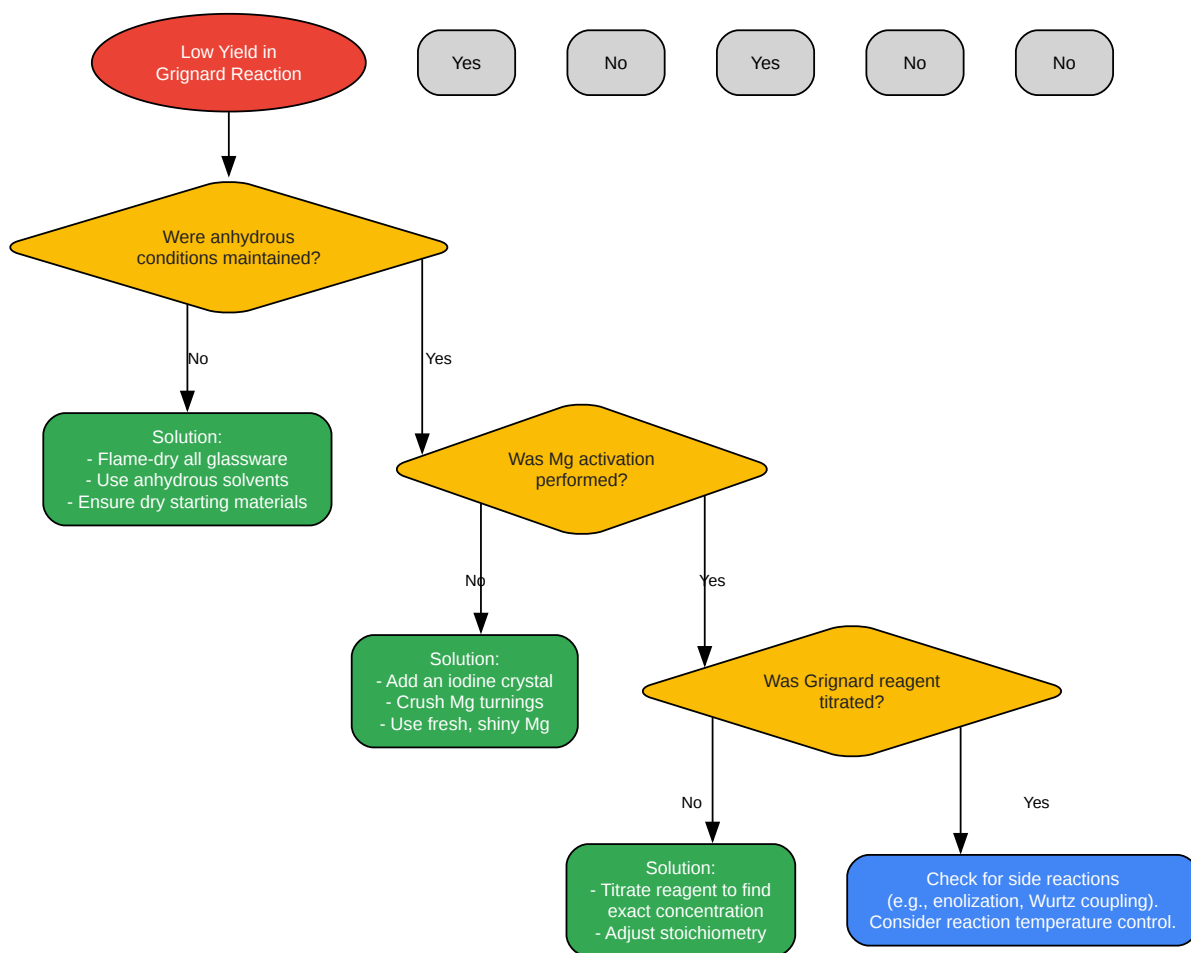 Low Yield in
Grignard Reaction
Yes
No
Yes
No
No
Were anhydrous
conditions maintained?
No
Yes
Solution:
- Flame-dry all glassware
- Use anhydrous solvents
- Ensure dry starting materials
Was Mg activation
performed?
No
Yes
Solution:
- Add an iodine crystal
- Crush Mg turnings
- Use fresh, shiny Mg
Was Grignard reagent
titrated?
No
Yes
Solution:
- Titrate reagent to find
exact concentration
- Adjust stoichiometry
Check for side reactions
(e.g., enolization, Wurtz coupling).
Consider reaction temperature control.